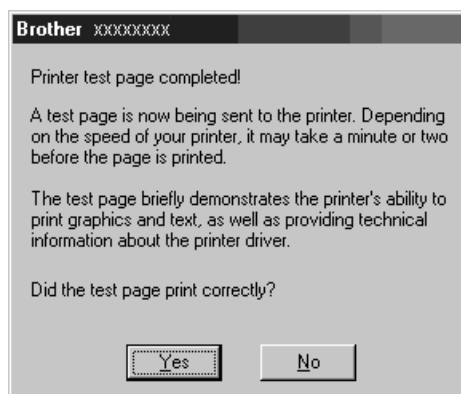 Brother XXXXXXXX
Printer test page completed!
A test page is now being sent to the printer. Depending
on the speed of your printer, it may take a minute or two
before the page is printed.
The test page briefly demonstrates the printer's ability to
print graphics and text, as well as providing technical
information about the printer driver.
Did the test page print correctly?
Yes No